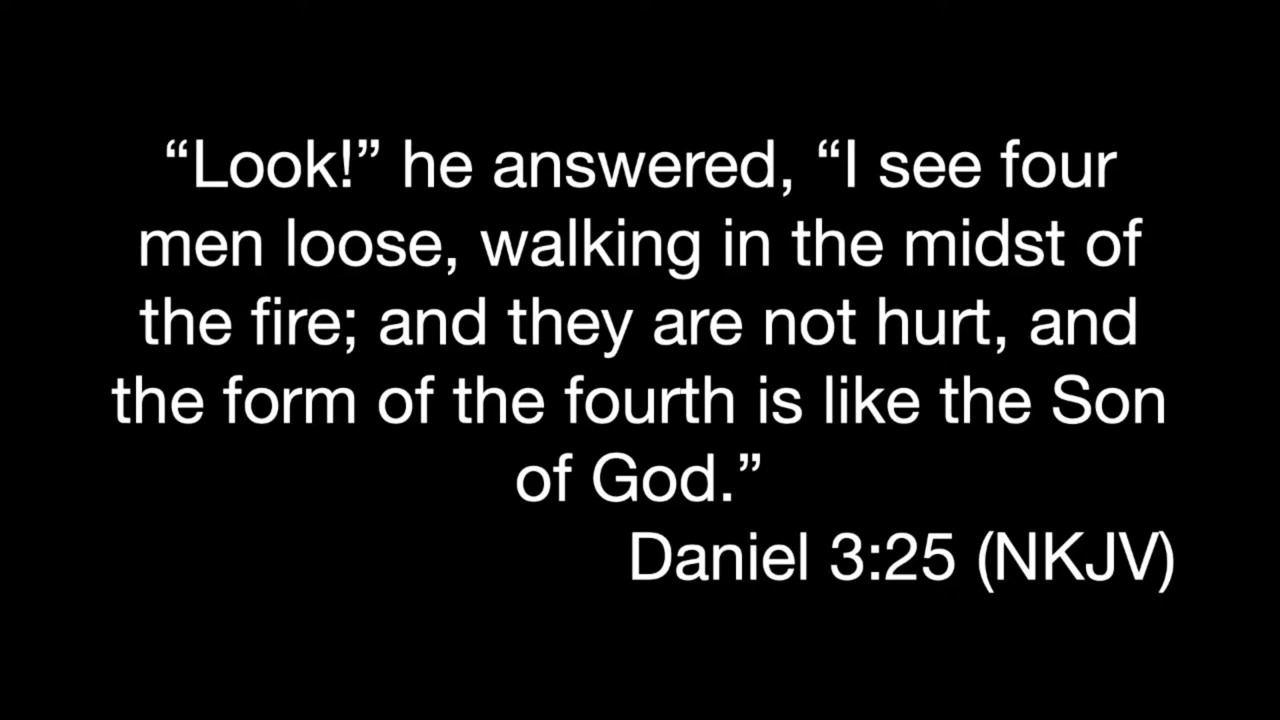 “Look!” he answered, “I see four
men loose, walking in the midst of
the fire; and they are not hurt, and
the form of the fourth is like the Son
of God.”
Daniel 3:25 (NKJV)